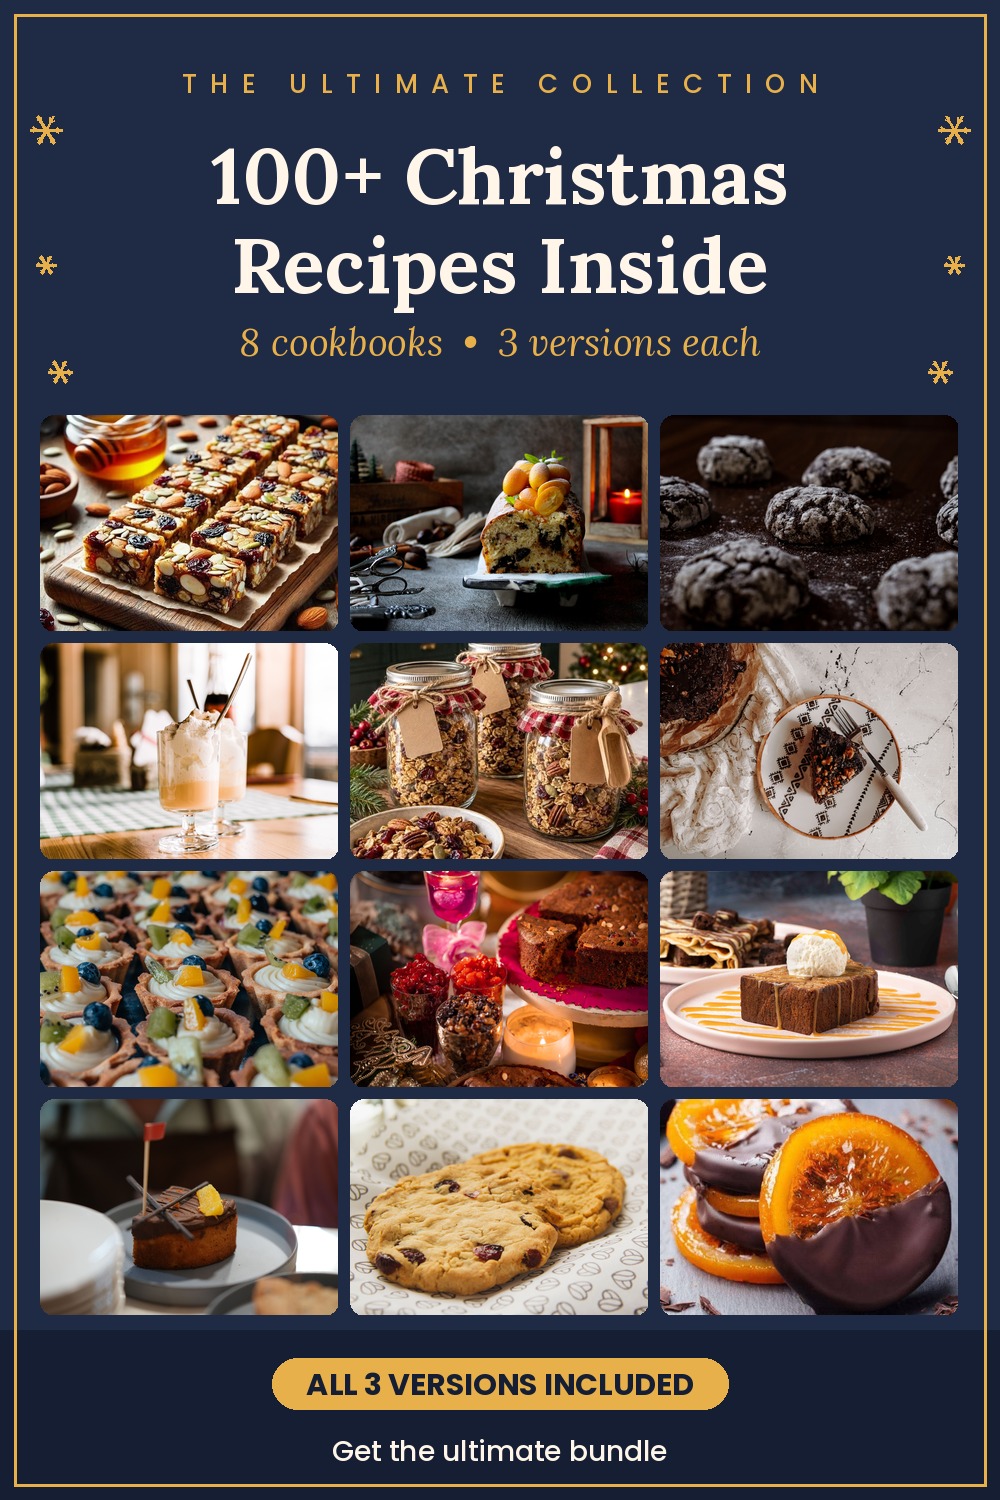 THE ULTIMATE COLLECTION
100+ Christmas
Recipes Inside
8 cookbooks • 3 versions each
ALL 3 VERSIONS INCLUDED
Get the ultimate bundle